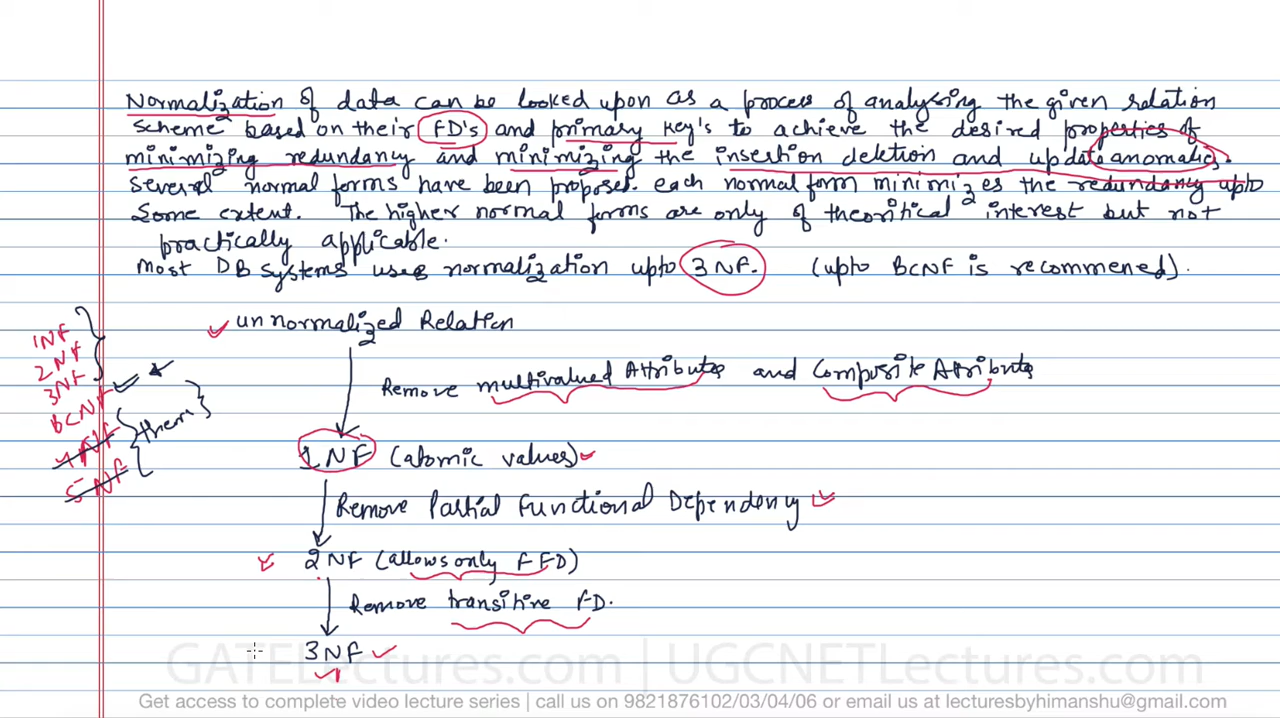 Normalization of data can be looked upon as a process of analysing the given relation
scheme based on their FD's and primary key's to achieve the desired properties of
minimizing redundancy and minimizing the insertion deletion and update anomalies.
Several normal forms have been proposed. each normal form minimizes the redundancy upto
Some extent. The higher normal forms are only of theoritical interest but not
practically applicable.
Most DB systems uses normalization upto 3NF. (upto BCNF is recommened).
unnormalized Relation
Remove multivalued Attributes and Composite Attributes
1NF
2NF
3NF
BCNF
4NF
5NF
them
1NF (atomic values)
Remove Partial Functional Dependency
2NF (allows only FFD)
Remove transitive FD.
3NF
GATELectures.com | UGCNETLectures.com
Get access to complete video lecture series | call us on 9821876102/03/04/06 or email us at lecturesbyhimanshu@gmail.com